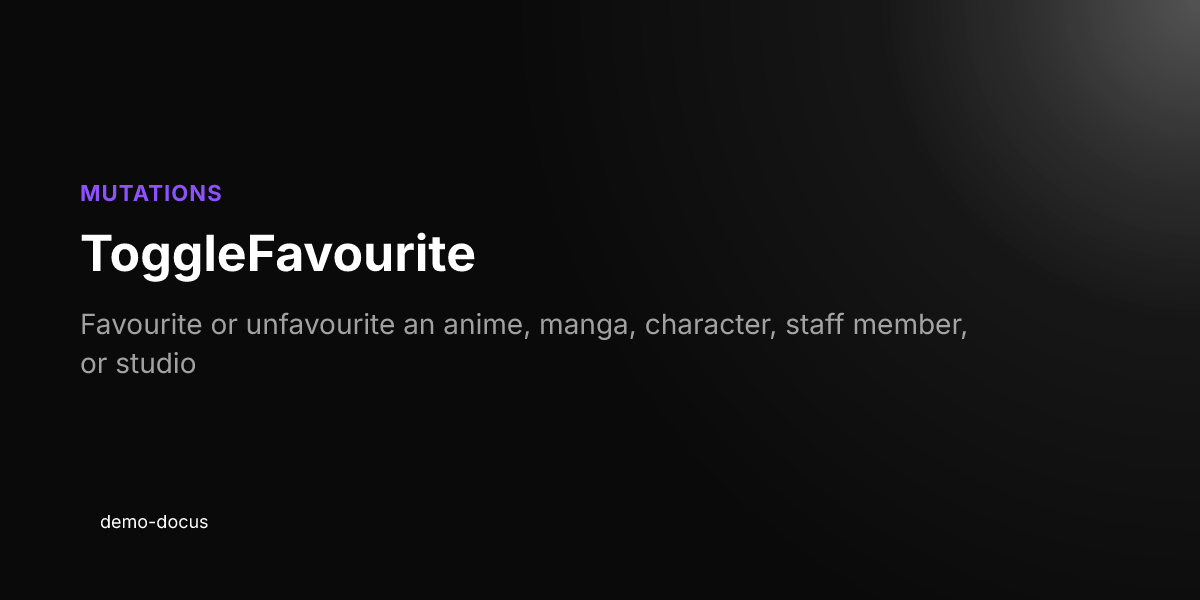 MUTATIONS
ToggleFavourite
Favourite or unfavourite an anime, manga, character, staff member,
or studio
demo-docus